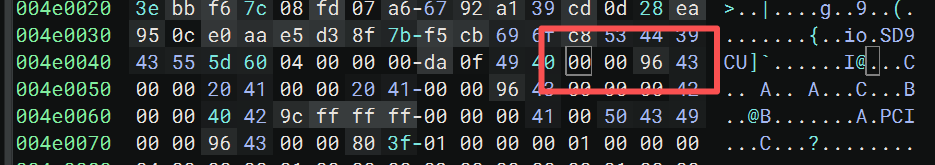 004e0020 3e bb f6 7c 08 fd 07 a6-67 92 a1 39 cd 0d 28 ea >..|....g..9..(.
004e0030 95 0c e0 aa e5 d3 8f 7b-f5 cb 69 6f c8 53 44 39 .......{..io.SD9
004e0040 43 55 5d 60 04 00 00 00-da 0f 49 40 00 00 96 43 CU]`......I@...C
004e0050 00 00 20 41 00 00 20 41-00 00 96 43 00 00 00 42 .. A.. A...C...B
004e0060 00 00 40 42 9c ff ff ff-00 00 00 41 00 50 43 49 ..@B.......A.PCI
004e0070 00 00 96 43 00 00 80 3f-01 00 00 00 01 00 00 00 ...C...?........